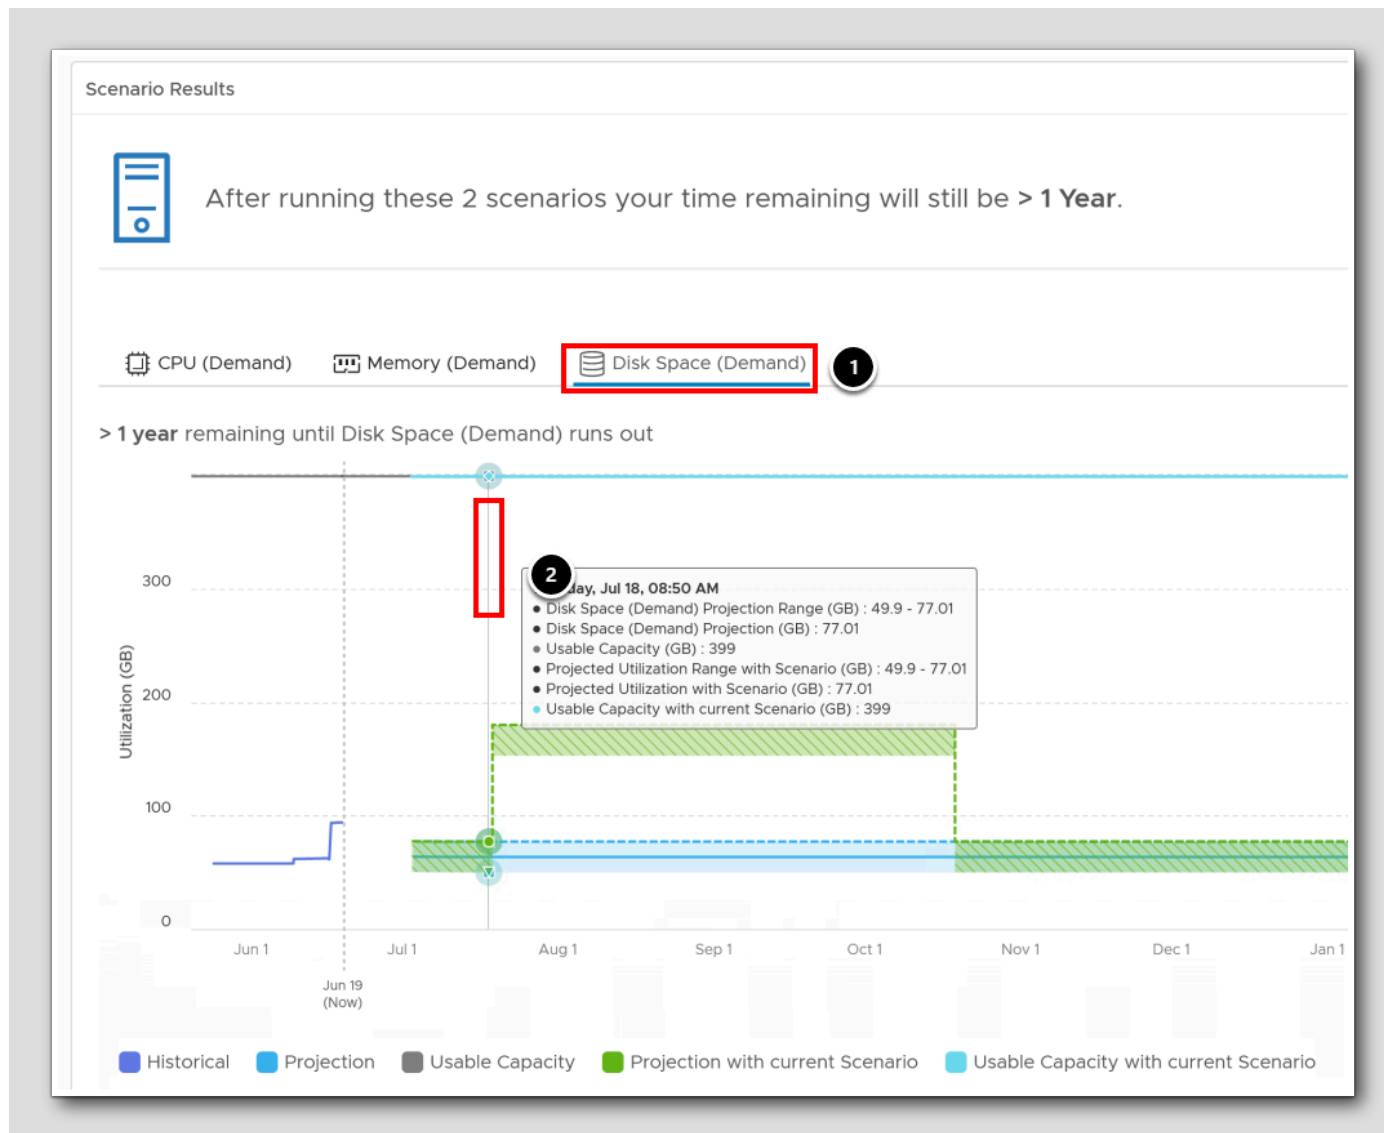 Scenario Results
After running these 2 scenarios your time remaining will still be > 1 Year.
CPU (Demand) Memory (Demand) Disk Space (Demand) 1
> 1 year remaining until Disk Space (Demand) runs out
2
day, Jul 18, 08:50 AM
Disk Space (Demand) Projection Range (GB) : 49.9 - 77.01
Disk Space (Demand) Projection (GB) : 77.01
Usable Capacity (GB) : 399
Projected Utilization Range with Scenario (GB) : 49.9 - 77.01
Projected Utilization with Scenario (GB) : 77.01
Usable Capacity with current Scenario (GB) : 399
Utilization (GB)
300
200
100
0
Jun 1 Jul 1 Aug 1 Sep 1 Oct 1 Nov 1 Dec 1 Jan 1
Jun 19
(Now)
Historical Projection Usable Capacity Projection with current Scenario Usable Capacity with current Scenario